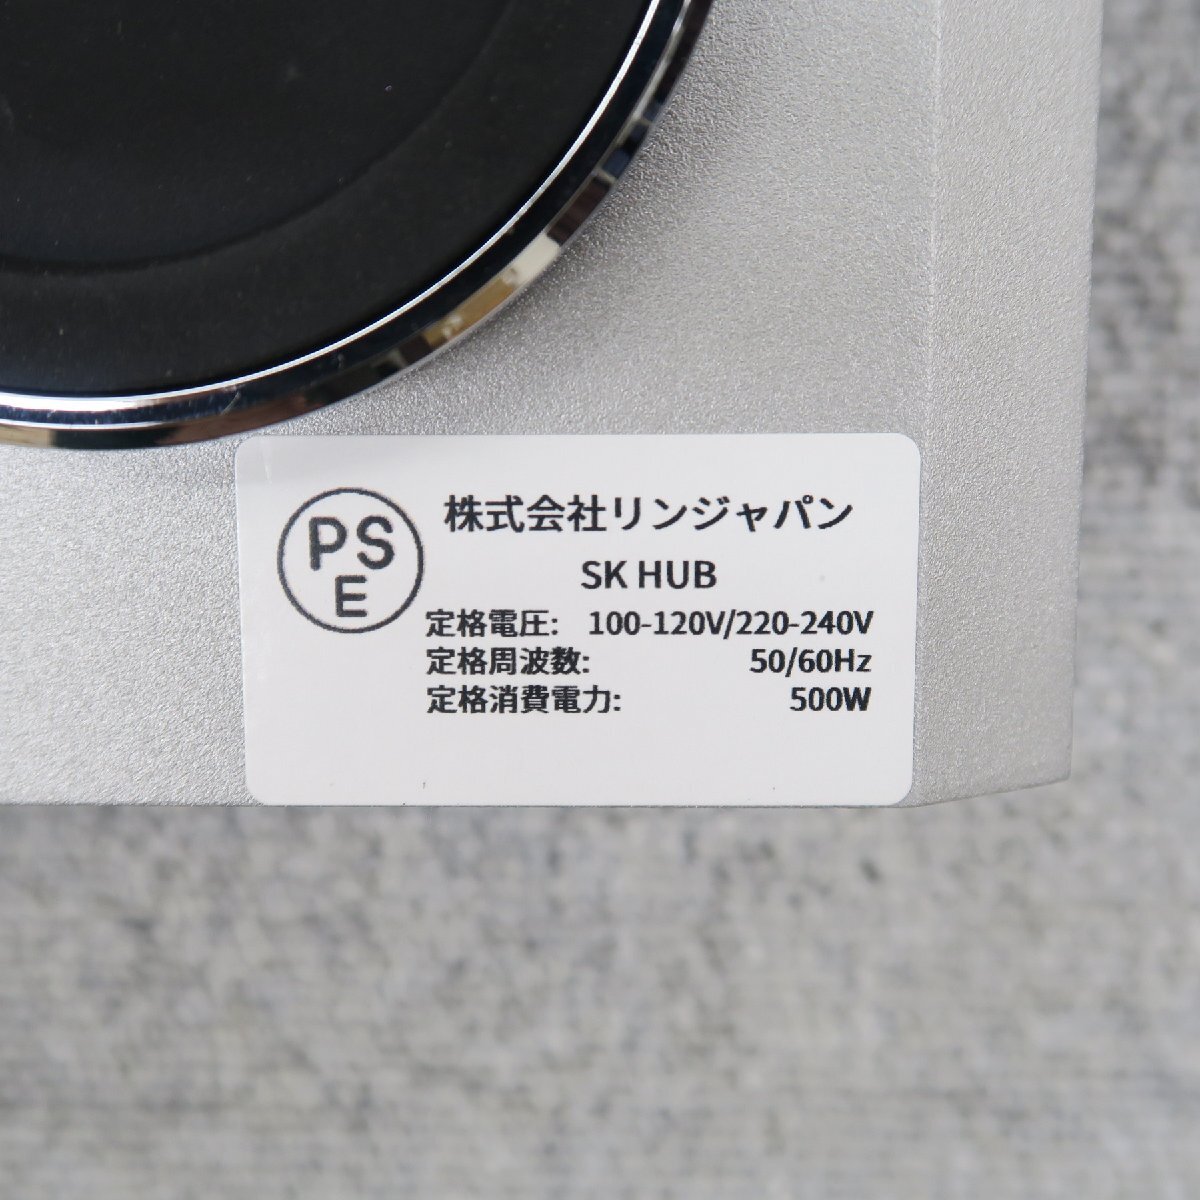 PS
E
株式会社リンジャパン
SK HUB
定格電圧: 100-120V/220-240V
定格周波数: 50/60Hz
定格消費電力: 500W